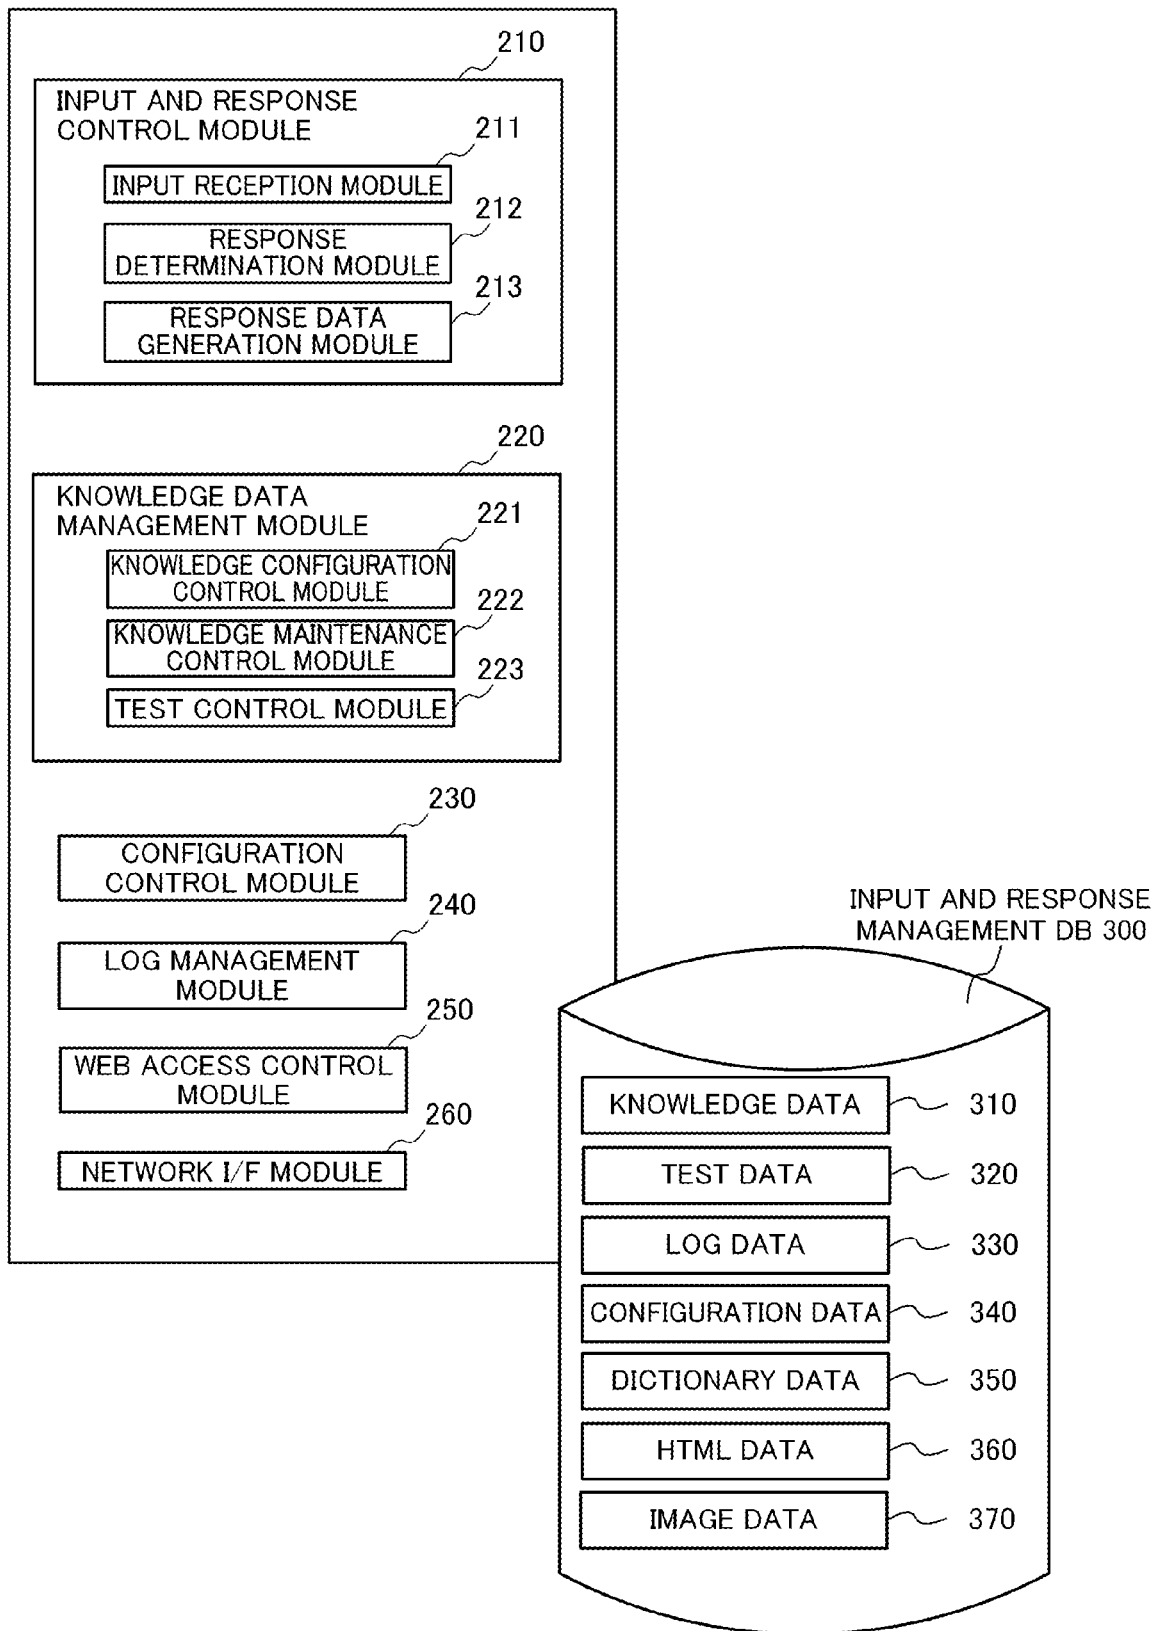 210
INPUT AND RESPONSE
CONTROL MODULE
211
INPUT RECEPTION MODULE
212
RESPONSE
DETERMINATION MODULE
213
RESPONSE DATA
GENERATION MODULE
220
KNOWLEDGE DATA
MANAGEMENT MODULE
221
KNOWLEDGE CONFIGURATION
CONTROL MODULE
222
KNOWLEDGE MAINTENANCE
CONTROL MODULE
223
TEST CONTROL MODULE
230
CONFIGURATION
CONTROL MODULE
240
LOG MANAGEMENT
MODULE
250
WEB ACCESS CONTROL
MODULE
260
NETWORK I/F MODULE
INPUT AND RESPONSE
MANAGEMENT DB 300
KNOWLEDGE DATA 310
TEST DATA 320
LOG DATA 330
CONFIGURATION DATA 340
DICTIONARY DATA 350
HTML DATA 360
IMAGE DATA 370